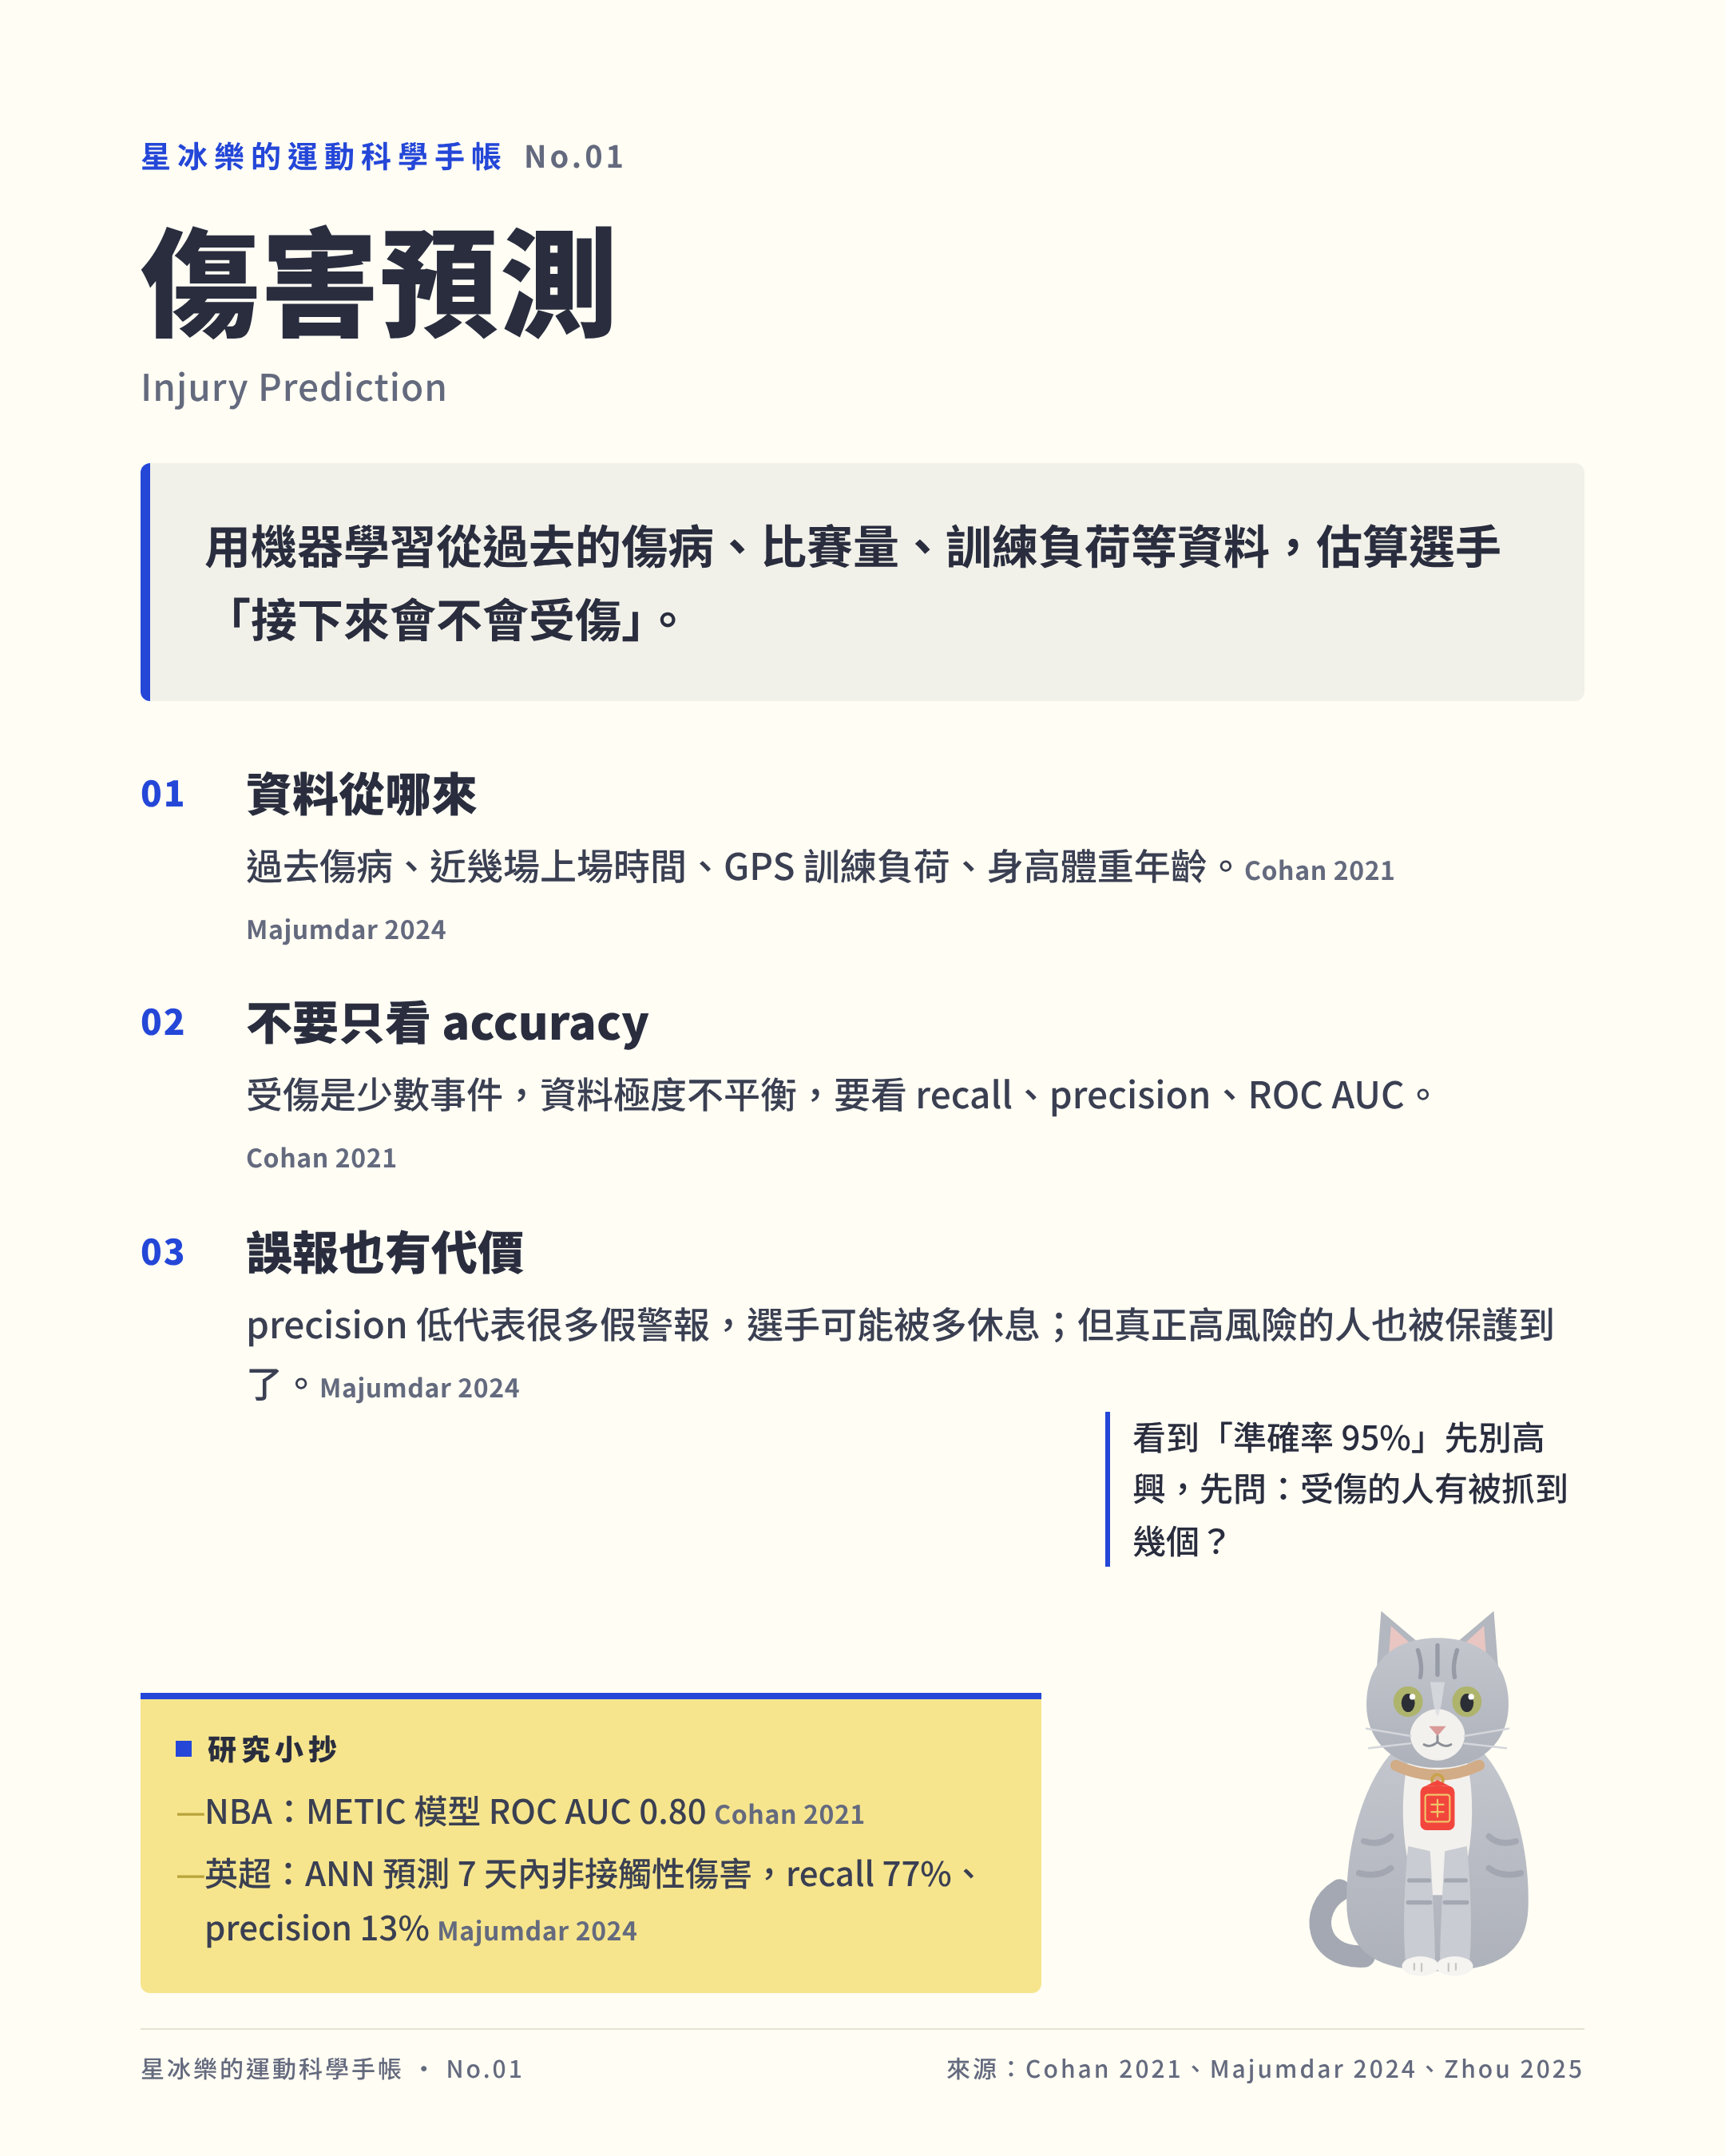 星冰樂的運動科學手帳 No.01
傷害預測
Injury Prediction
用機器學習從過去的傷病、比賽量、訓練負荷等資料，估算選手
「接下來會不會受傷」。
01 資料從哪來
過去傷病、近幾場上場時間、GPS 訓練負荷、身高體重年齡。Cohan 2021
Majumdar 2024
02 不要只看 accuracy
受傷是少數事件，資料極度不平衡，要看 recall、precision、ROC AUC。
Cohan 2021
03 誤報也有代價
precision 低代表很多假警報，選手可能被多休息；但真正高風險的人也被保護到
了。Majumdar 2024
看到「準確率 95%」先別高
興，先問：受傷的人有被抓到
幾個？
研究小抄
—NBA：METIC 模型 ROC AUC 0.80 Cohan 2021
—英超：ANN 預測 7 天內非接觸性傷害，recall 77%、
precision 13% Majumdar 2024
星冰樂的運動科學手帳 · No.01
來源：Cohan 2021、Majumdar 2024、Zhou 2025